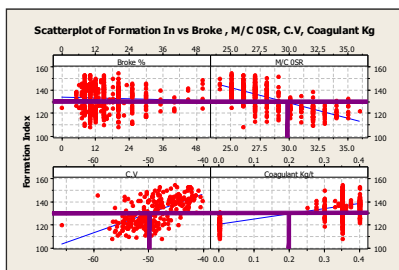 Scatterplot of Formation In vs Broke , M/C 0SR, C.V, Coagulant Kg
0 12 24 36 48 25.0 27.5 30.0 32.5 35.0
Broke % M/C 0SR
160 160
140 140
120 120
100 100
0 12 24 36 48 25.0 27.5 30.0 32.5 35.0
Formation Index
-60 -50 -40 0.0 0.1 0.2 0.3 0.4
C.V Coagulant Kg/t
160 160
140 140
120 120
100 100
-60 -50 -40 0.0 0.1 0.2 0.3 0.4